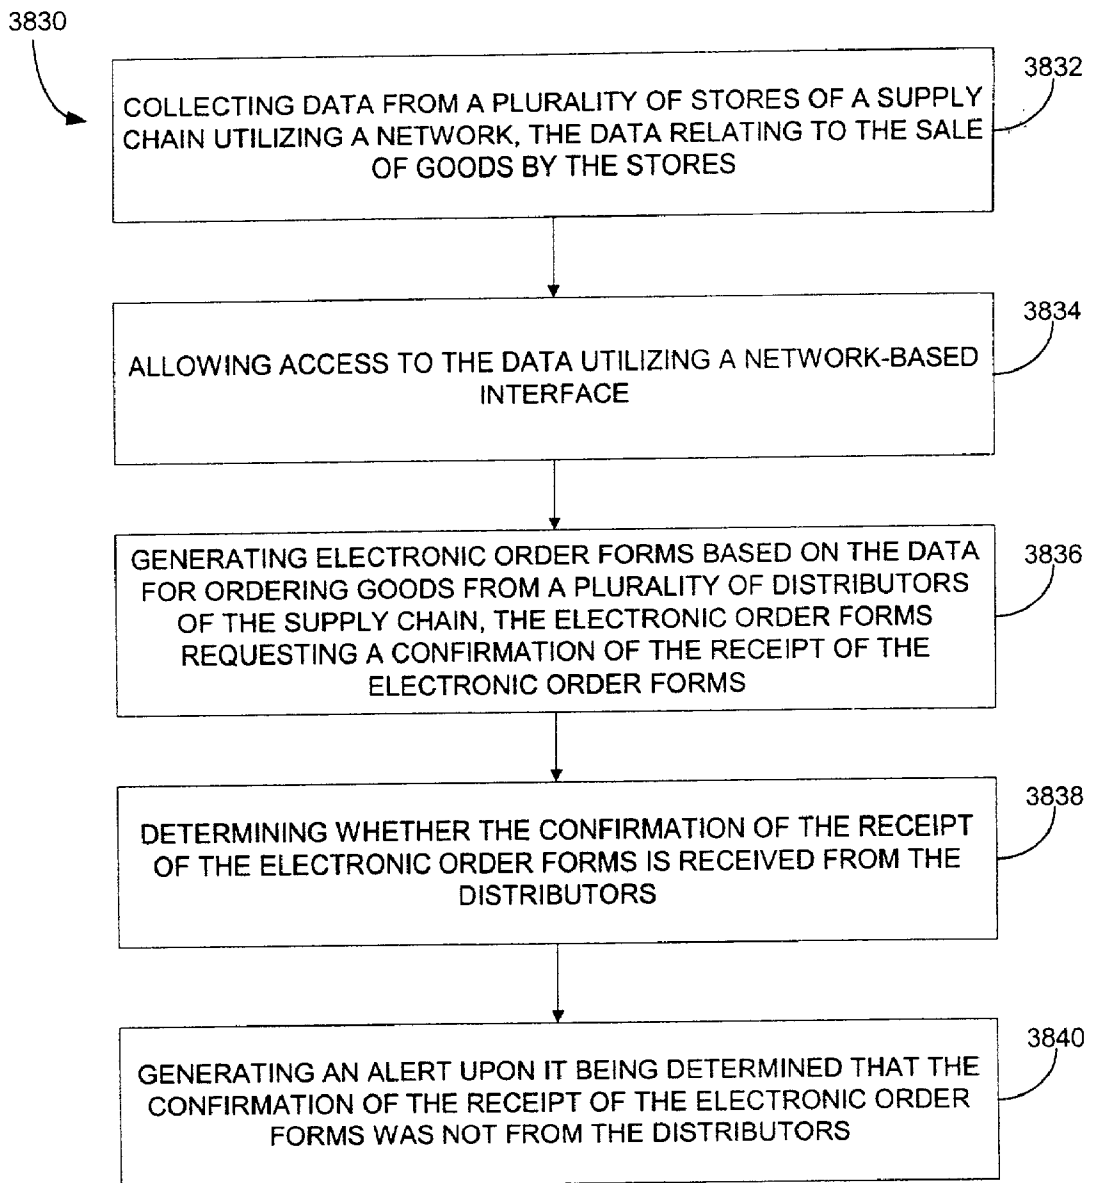 3830
3832
COLLECTING DATA FROM A PLURALITY OF STORES OF A SUPPLY
CHAIN UTILIZING A NETWORK, THE DATA RELATING TO THE SALE
OF GOODS BY THE STORES
3834
ALLOWING ACCESS TO THE DATA UTILIZING A NETWORK-BASED
INTERFACE
3836
GENERATING ELECTRONIC ORDER FORMS BASED ON THE DATA
FOR ORDERING GOODS FROM A PLURALITY OF DISTRIBUTORS
OF THE SUPPLY CHAIN, THE ELECTRONIC ORDER FORMS
REQUESTING A CONFIRMATION OF THE RECEIPT OF THE
ELECTRONIC ORDER FORMS
3838
DETERMINING WHETHER THE CONFIRMATION OF THE RECEIPT
OF THE ELECTRONIC ORDER FORMS IS RECEIVED FROM THE
DISTRIBUTORS
3840
GENERATING AN ALERT UPON IT BEING DETERMINED THAT THE
CONFIRMATION OF THE RECEIPT OF THE ELECTRONIC ORDER
FORMS WAS NOT FROM THE DISTRIBUTORS